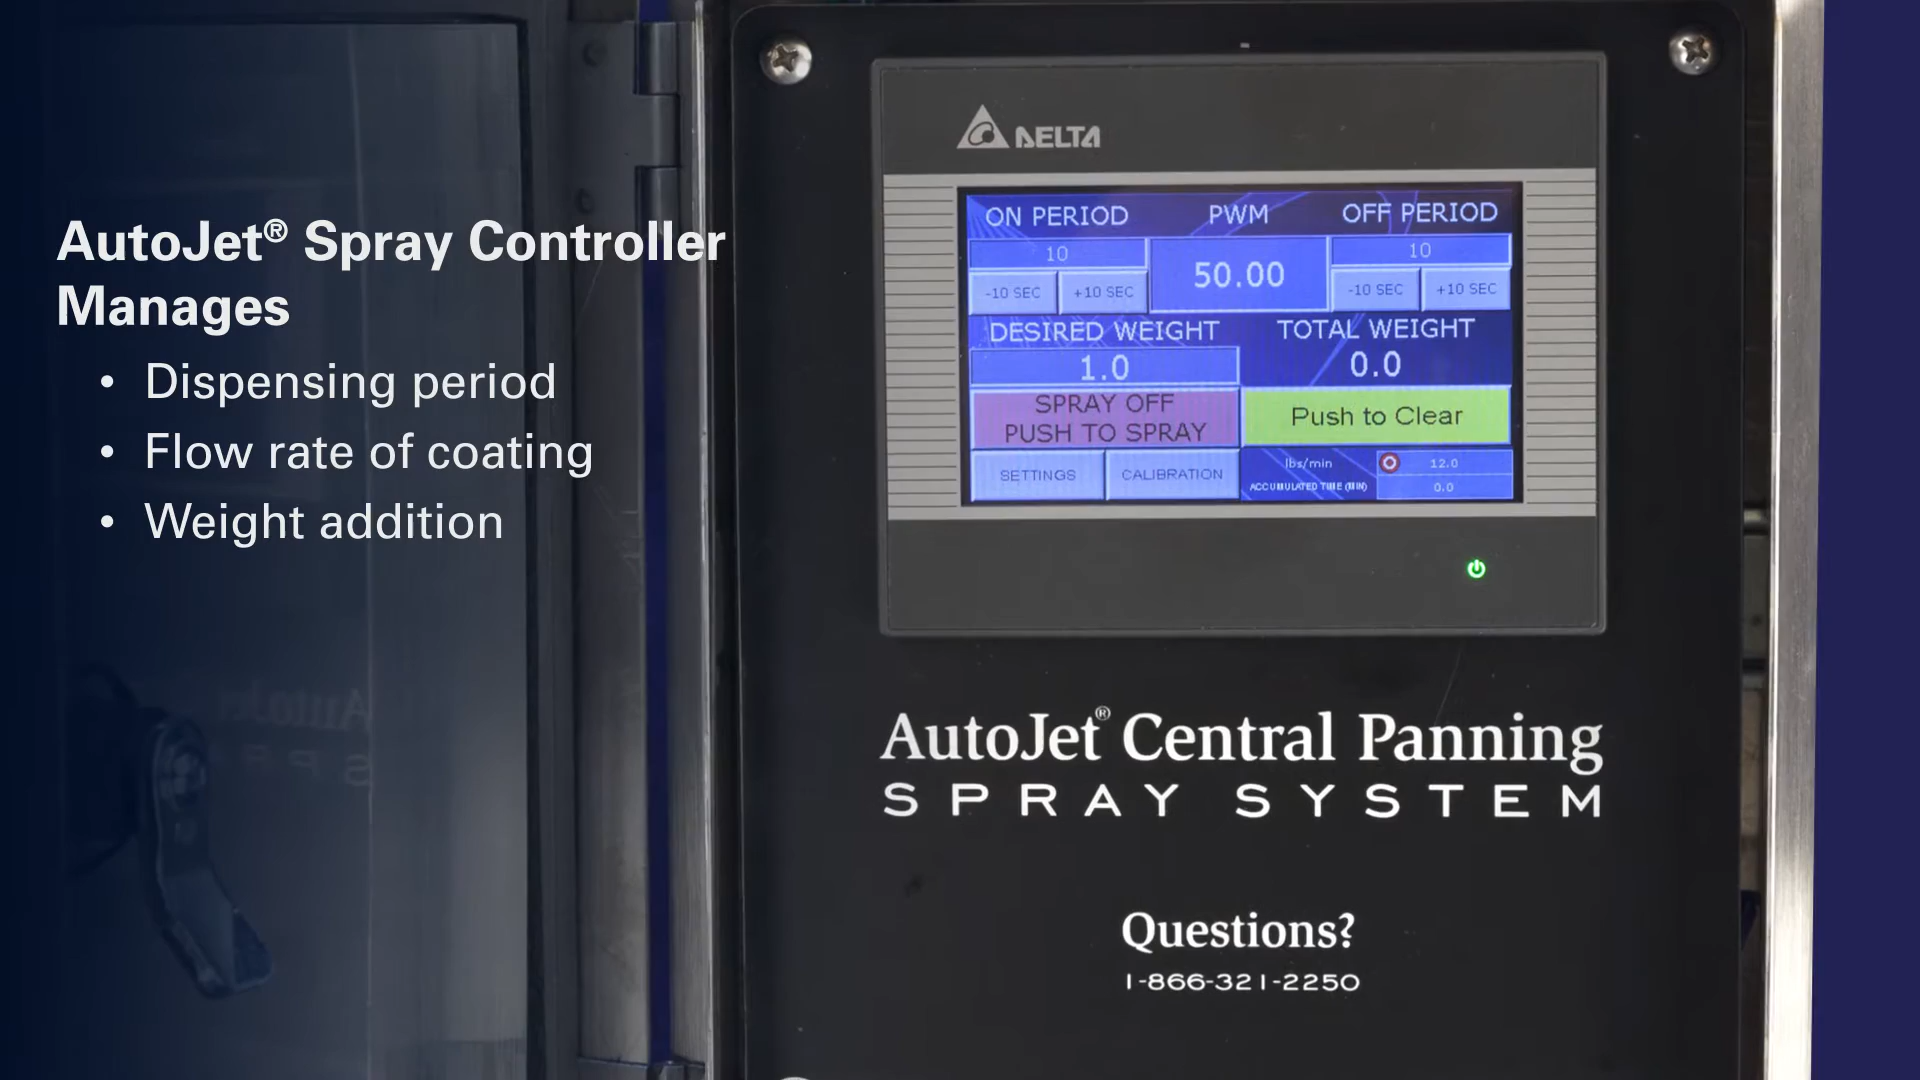 AutoJet® Spray Controller
Manages
• Dispensing period
• Flow rate of coating
• Weight addition
DELTA
ON PERIOD PWM OFF PERIOD
10 50.00 10
-10 SEC +10 SEC -10 SEC +10 SEC
DESIRED WEIGHT TOTAL WEIGHT
1.0 0.0
SPRAY OFF
PUSH TO SPRAY
Push to Clear
SETTINGS CALIBRATION
lbs/min 12.0
ACCUMULATED TIME (MIN) 0.0
AutoJet® Central Panning
SPRAY SYSTEM
Questions?
1-866-321-2250